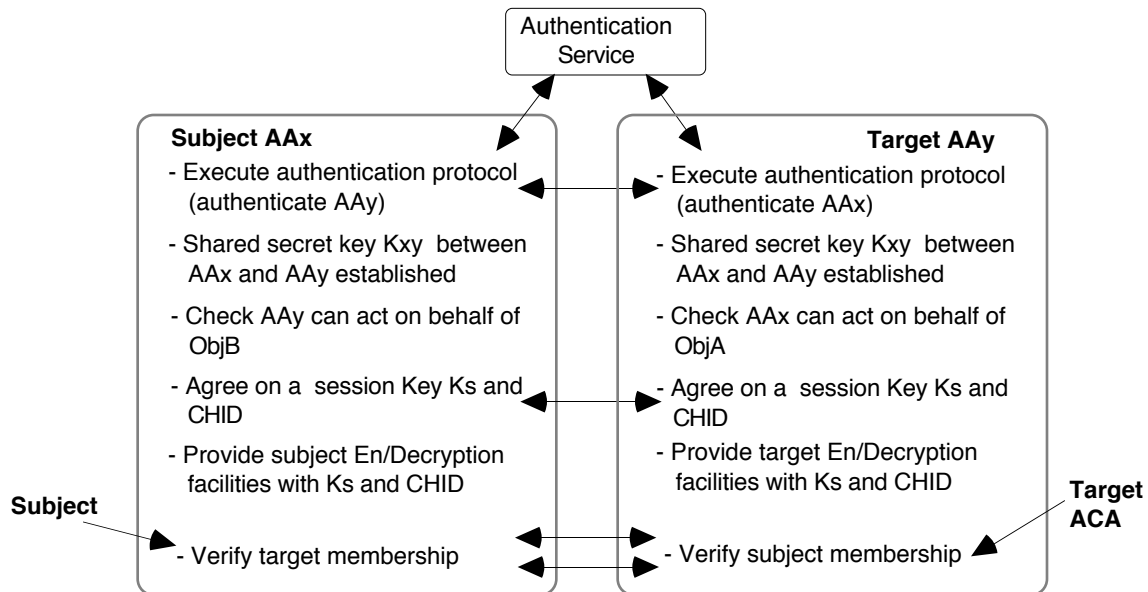 Authentication
Service
Subject AAx
- Execute authentication protocol
(authenticate AAy)
- Shared secret key Kxy between
AAx and AAy established
- Check AAy can act on behalf of
ObjB
- Agree on a session Key Ks and
CHID
- Provide subject En/Decryption
facilities with Ks and CHID
- Verify target membership
Subject
Target AAy
- Execute authentication protocol
(authenticate AAx)
- Shared secret key Kxy between
AAx and AAy established
- Check AAx can act on behalf of
ObjA
- Agree on a session Key Ks and
CHID
- Provide target En/Decryption
facilities with Ks and CHID
- Verify subject membership
Target
ACA